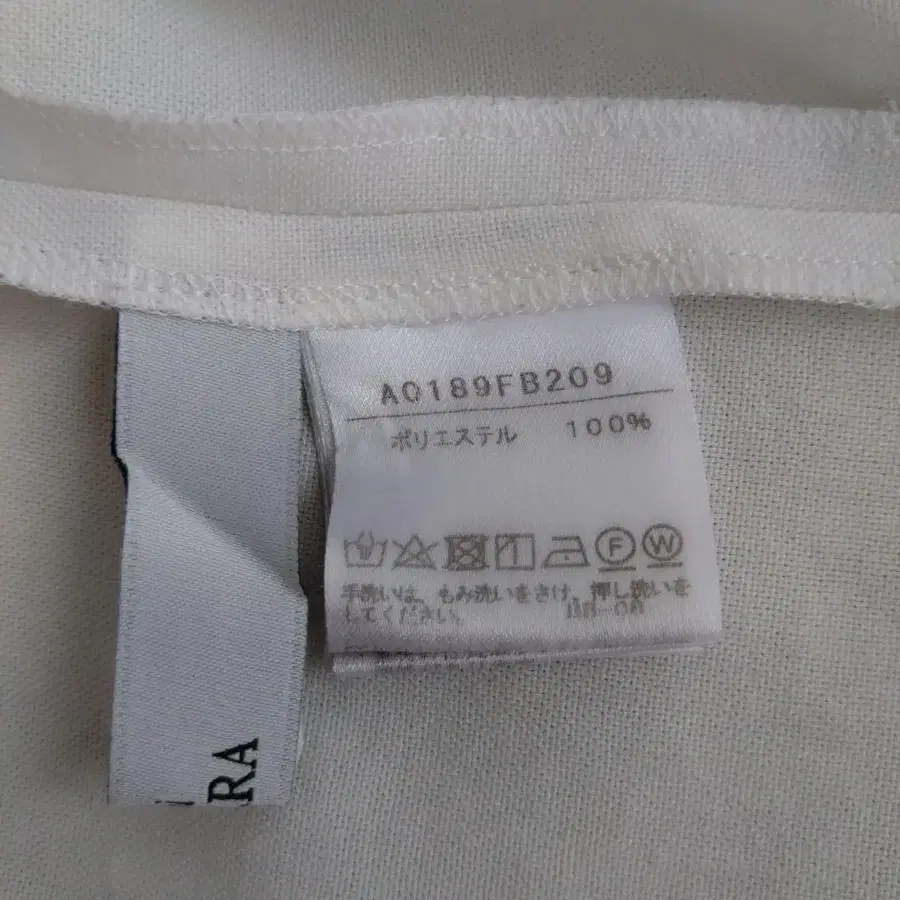 A0189FB209
ポリエステル 100%
F W
手洗いは、もみ洗いをさけ、押し洗いを
してください。
RA